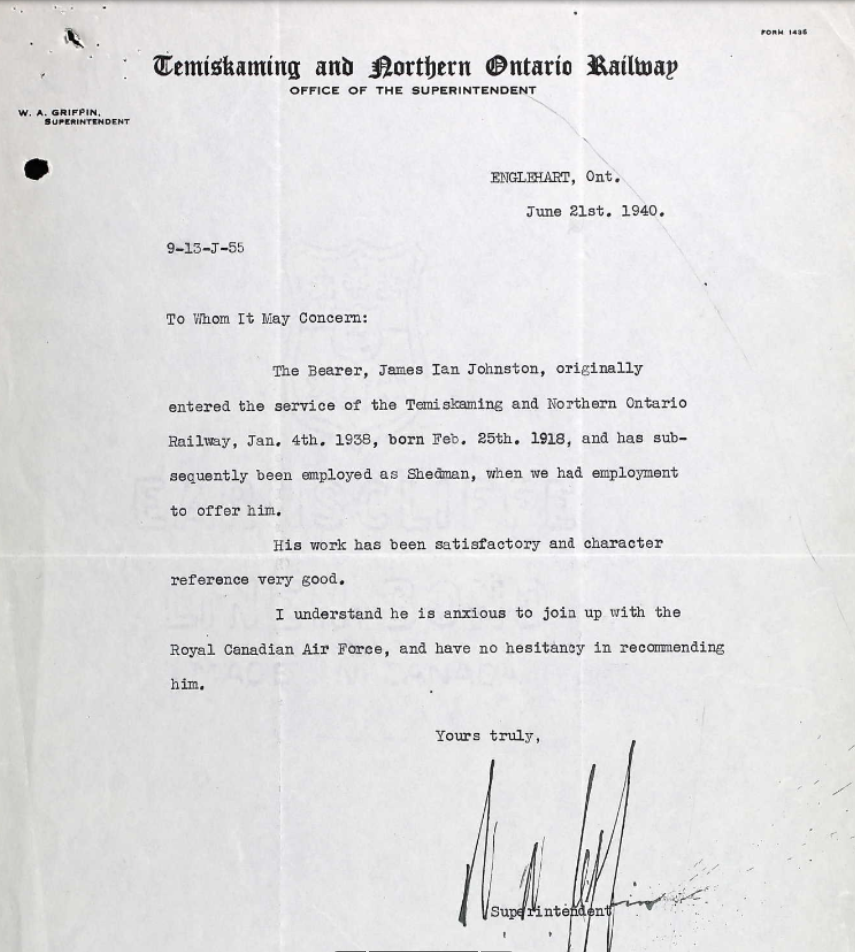 FORM 1435
Temiskaming and Northern Ontario Railway
OFFICE OF THE SUPERINTENDENT
W. A. GRIFFIN,
SUPERINTENDENT
ENGLEHART, Ont.
June 21st. 1940.
9-13-J-55
To Whom It May Concern:
The Bearer, James Ian Johnston, originally
entered the service of the Temiskaming and Northern Ontario
Railway, Jan. 4th. 1938, born Feb. 25th. 1918, and has sub-
sequently been employed as Shedman, when we had employment
to offer him.
His work has been satisfactory and character
reference very good.
I understand he is anxious to join up with the
Royal Canadian Air Force, and have no hesitancy in recommending
him.
Yours truly,
Superintendent